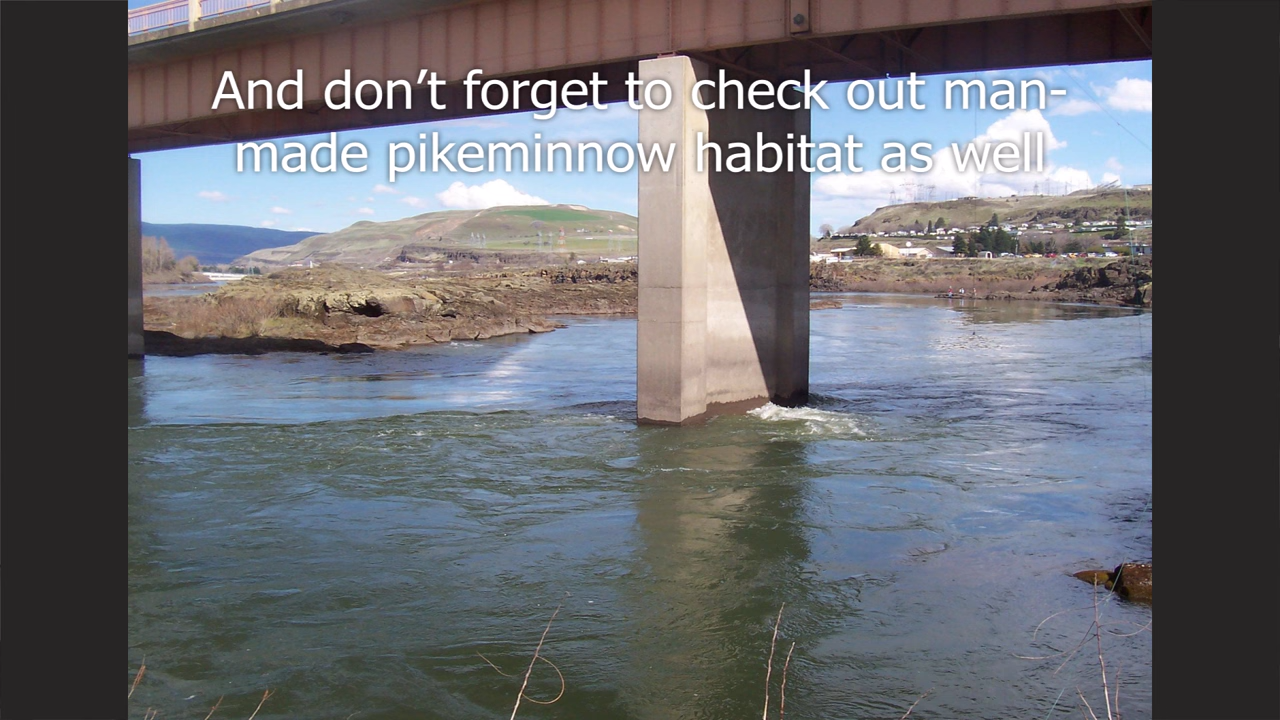 And don’t forget to check out man-
made pikeminnow habitat as well